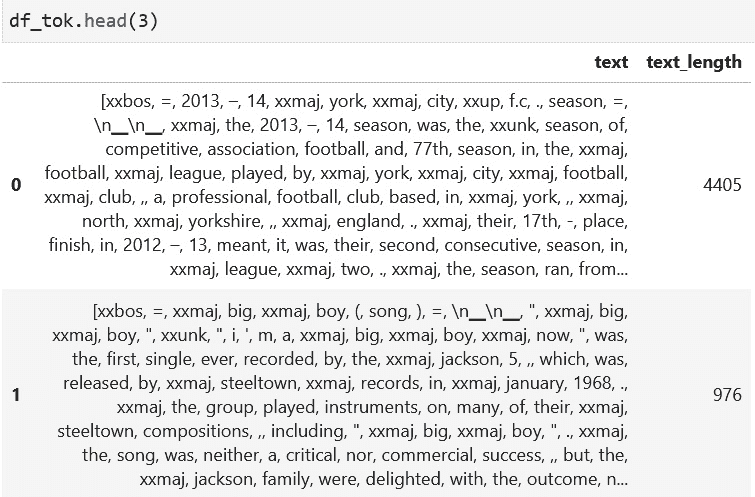 df_tok.head(3)
text text_length
[xxbos, =, 2013, –, 14, xxmaj, york, xxmaj, city, xxup, f.c, ., season, =,
\n▁\n▁, xxmaj, the, 2013, –, 14, season, was, the, xxunk, season, of,
competitive, association, football, and, 77th, season, in, the, xxmaj,
football, xxmaj, league, played, by, xxmaj, york, xxmaj, city, xxmaj, football,
0 xxmaj, club, ,, a, professional, football, club, based, in, xxmaj, york, ,, xxmaj, 4405
north, xxmaj, yorkshire, ,, xxmaj, england, ., xxmaj, their, 17th, -, place,
finish, in, 2012, –, 13, meant, it, was, their, second, consecutive, season, in,
xxmaj, league, xxmaj, two, ., xxmaj, the, season, ran, from...
[xxbos, =, xxmaj, big, xxmaj, boy, (, song, ), =, \n▁\n▁, ", xxmaj, big,
xxmaj, boy, ", xxunk, ", i, ', m, a, xxmaj, big, xxmaj, boy, xxmaj, now, ", was,
the, first, single, ever, recorded, by, the, xxmaj, jackson, 5, ,, which, was,
released, by, xxmaj, steeltown, xxmaj, records, in, xxmaj, january, 1968, .,
1 xxmaj, the, group, played, instruments, on, many, of, their, xxmaj, 976
steeltown, compositions, ,, including, ", xxmaj, big, xxmaj, boy, ", ., xxmaj,
the, song, was, neither, a, critical, nor, commercial, success, ,, but, the,
xxmaj, jackson, family, were, delighted, with, the, outcome, n...